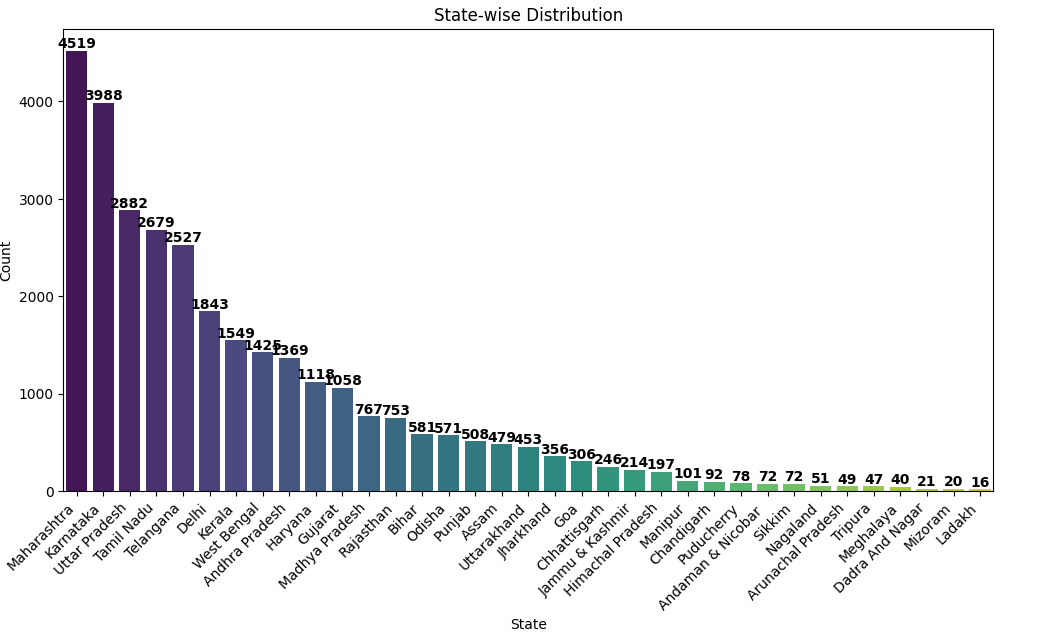 State-wise Distribution
Count
4000
3000
2000
1000
0
4519
3988
2882
2679
2527
1843
1549
1425
1369
1118
1058
767
753
581
571
508
479
453
356
306
246
214
197
101
92
78
72
72
51
49
47
40
21
20
16
Maharashtra
Karnataka
Uttar Pradesh
Tamil Nadu
Telangana
Delhi
Kerala
West Bengal
Andhra Pradesh
Haryana
Gujarat
Madhya Pradesh
Rajasthan
Bihar
Odisha
Punjab
Assam
Uttarakhand
Jharkhand
Goa
Chhattisgarh
Jammu & Kashmir
Himachal Pradesh
Manipur
Chandigarh
Puducherry
Andaman & Nicobar
Sikkim
Nagaland
Arunachal Pradesh
Tripura
Meghalaya
Dadra And Nagar
Mizoram
Ladakh
State